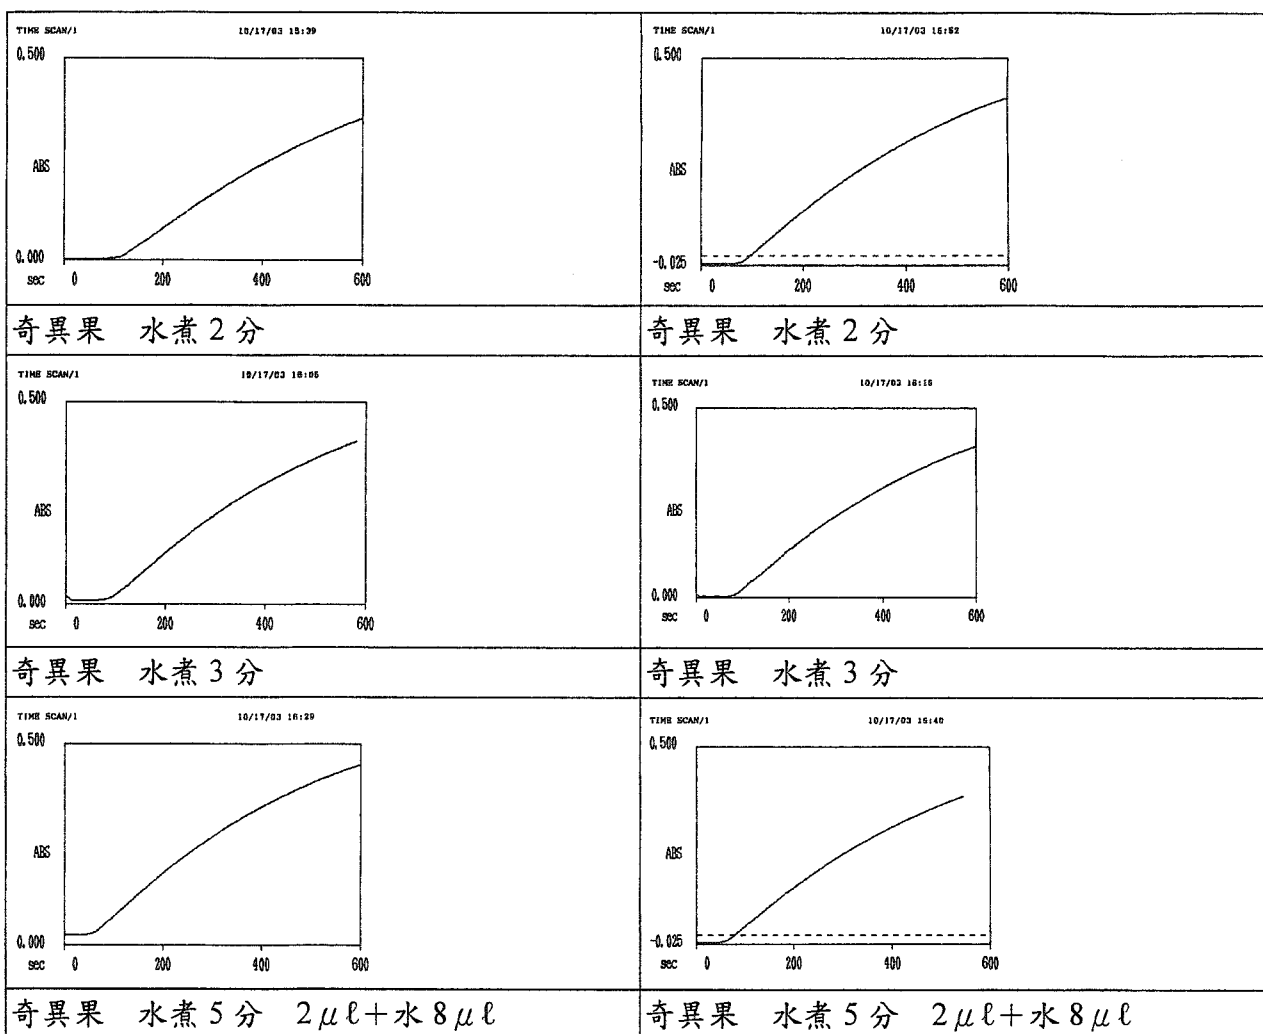 TIME SCAN/1 10/17/03 15:39
0.500
ABS
0.000
sec 0 200 400 600
奇異果 水煮2分
TIME SCAN/1 10/17/03 15:52
0.500
ABS
-0.025
sec 0 200 400 600
奇異果 水煮2分
TIME SCAN/1 10/17/03 16:05
0.500
ABS
0.000
sec 0 200 400 600
奇異果 水煮3分
TIME SCAN/1 10/17/03 16:16
0.500
ABS
0.000
sec 0 200 400 600
奇異果 水煮3分
TIME SCAN/1 10/17/03 16:29
0.500
ABS
0.000
sec 0 200 400 600
奇異果 水煮5分 2μℓ+水8μℓ
TIME SCAN/1 10/17/03 16:40
0.500
ABS
-0.025
sec 0 200 400 600
奇異果 水煮5分 2μℓ+水8μℓ